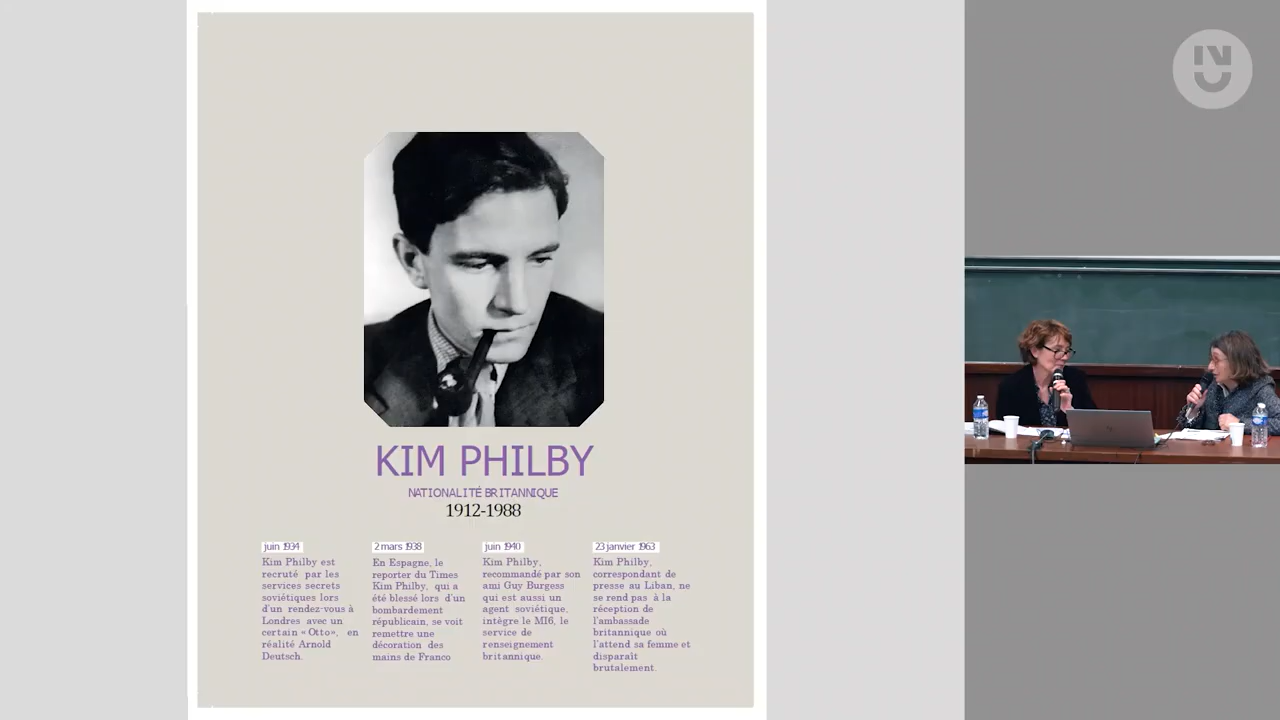 KIM PHILBY
NATIONALITÉ BRITANNIQUE
1912-1988
juin 1934
Kim Philby est
recruté par les
services secrets
soviétiques lors
d'un rendez-vous à
Londres avec un
certain « Otto», en
réalité Arnold
Deutsch.
2 mars 1938
En Espagne, le
reporter du Times
Kim Philby, qui a
été blessé lors d'un
bombardement
républicain, se voit
remettre une
décoration des
mains de Franco
juin 1940
Kim Philby,
recommandé par son
ami Guy Burgess
qui est aussi un
agent soviétique,
intègre le MI6, le
service de
renseignement
britannique.
23 janvier 1963
Kim Philby,
correspondant de
presse au Liban, ne
se rend pas à la
réception de
l'ambassade
britannique où
l'attend sa femme et
disparaît
brutalement.